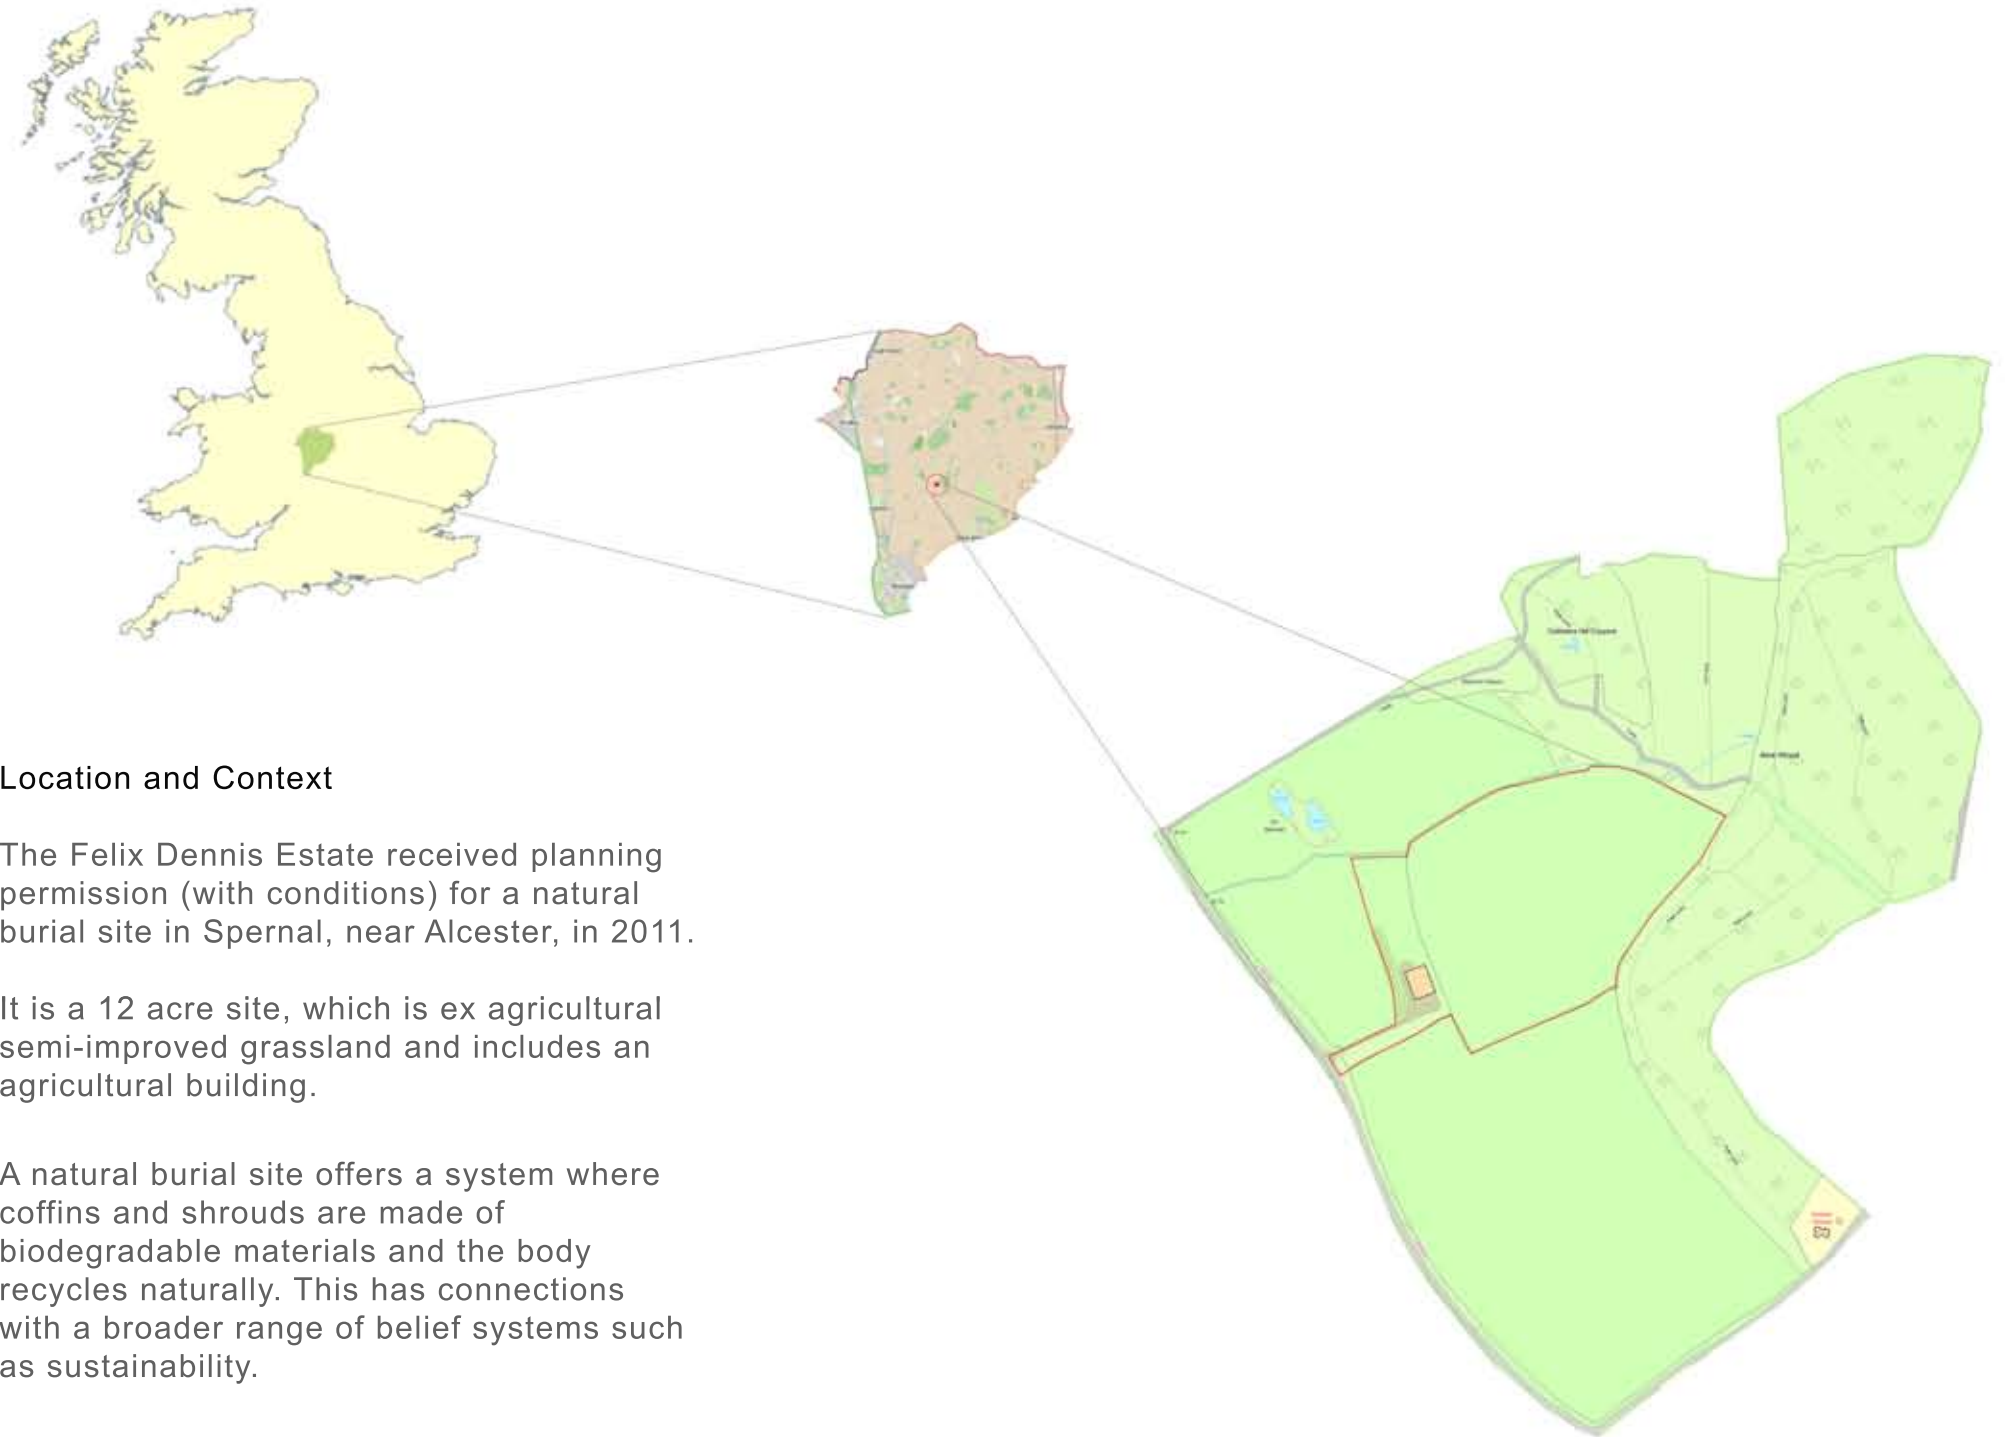 Location and Context
The Felix Dennis Estate received planning
permission (with conditions) for a natural
burial site in Spernal, near Alcester, in 2011.
It is a 12 acre site, which is ex agricultural
semi-improved grassland and includes an
agricultural building.
A natural burial site offers a system where
coffins and shrouds are made of
biodegradable materials and the body
recycles naturally. This has connections
with a broader range of belief systems such
as sustainability.